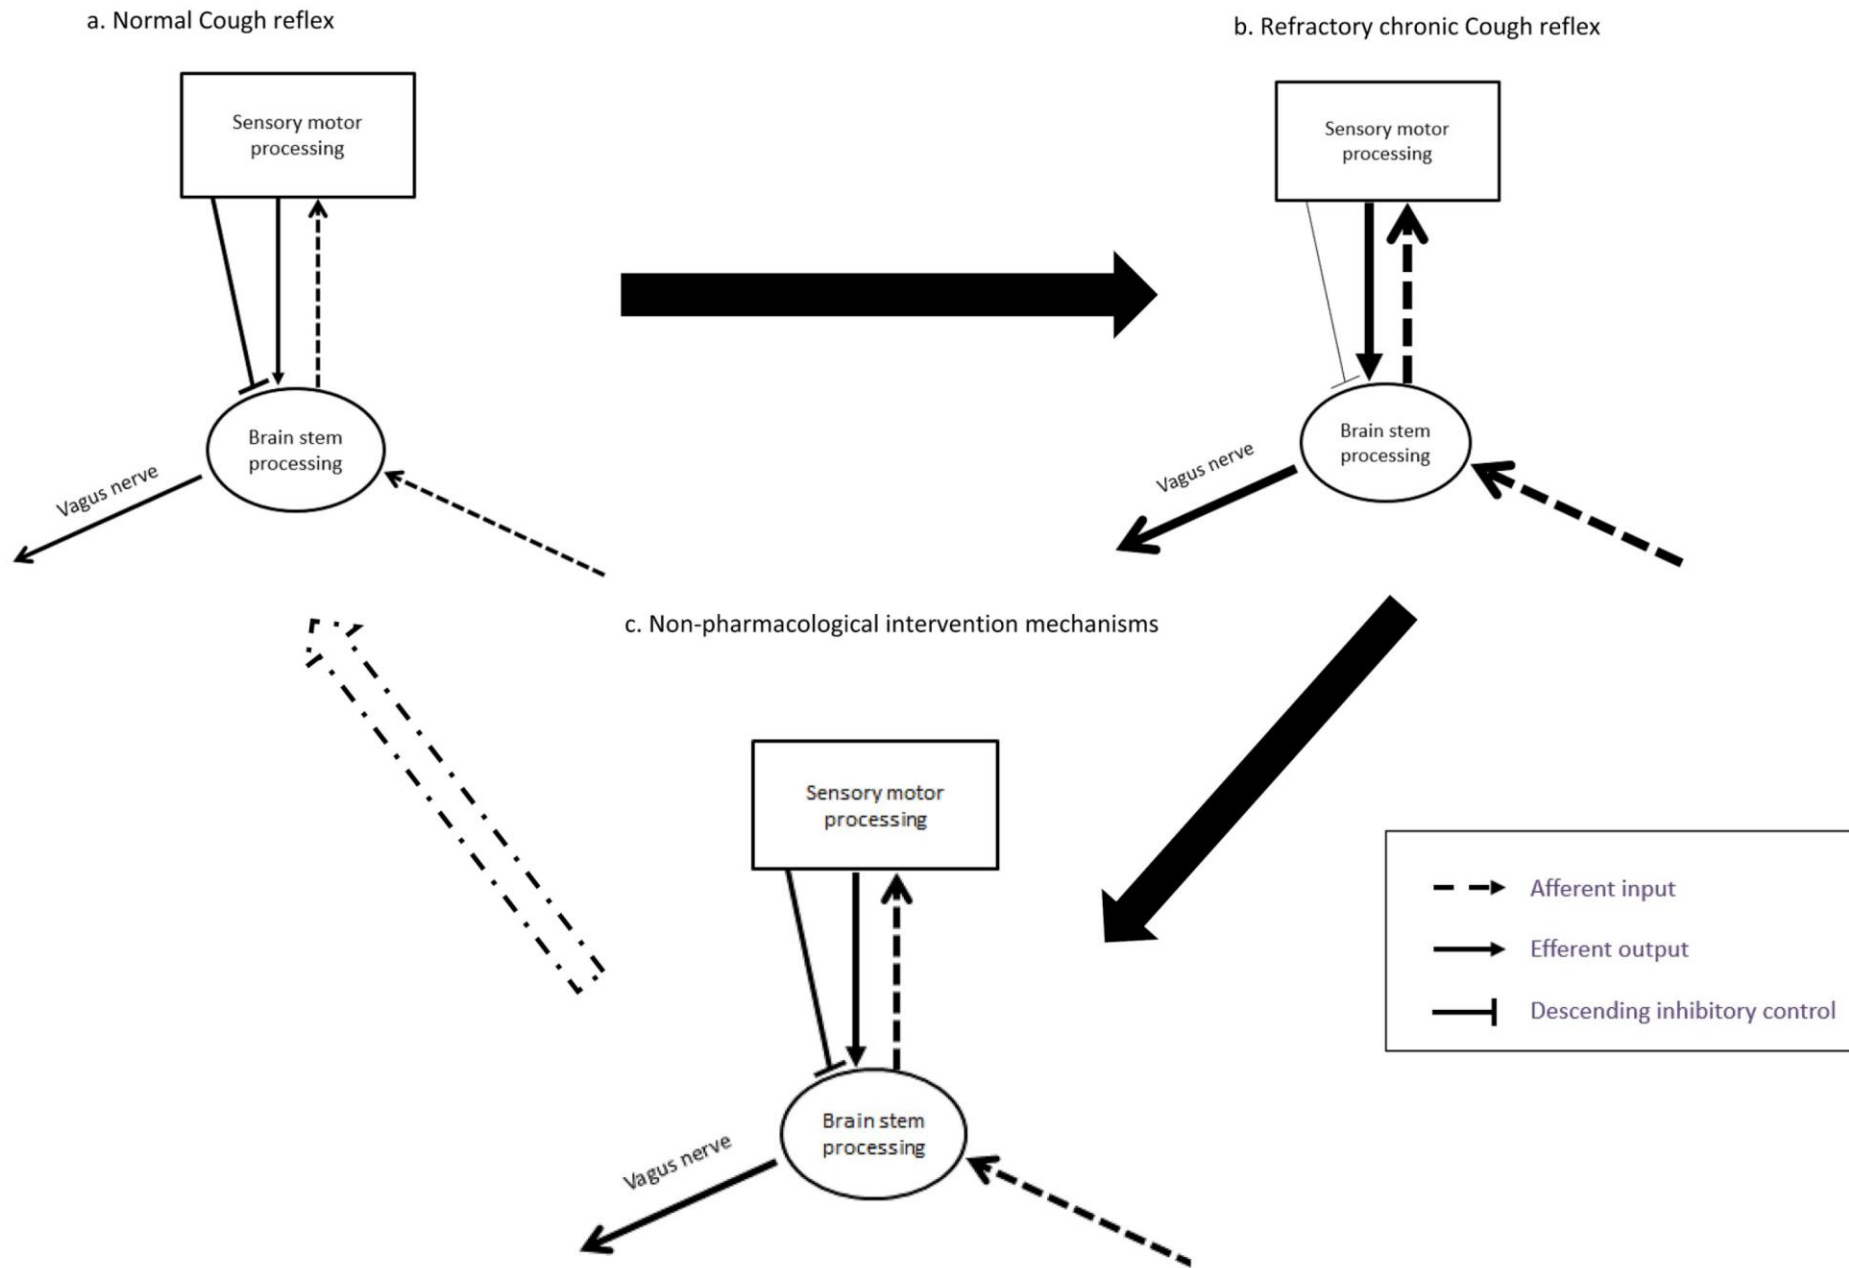 a. Normal Cough reflex
b. Refractory chronic Cough reflex
Sensory motor
processing
Sensory motor
processing
Brain stem
processing
Vagus nerve
Brain stem
processing
Vagus nerve
c. Non-pharmacological intervention mechanisms
Sensory motor
processing
Brain stem
processing
Vagus nerve
Afferent input
Efferent output
Descending inhibitory control